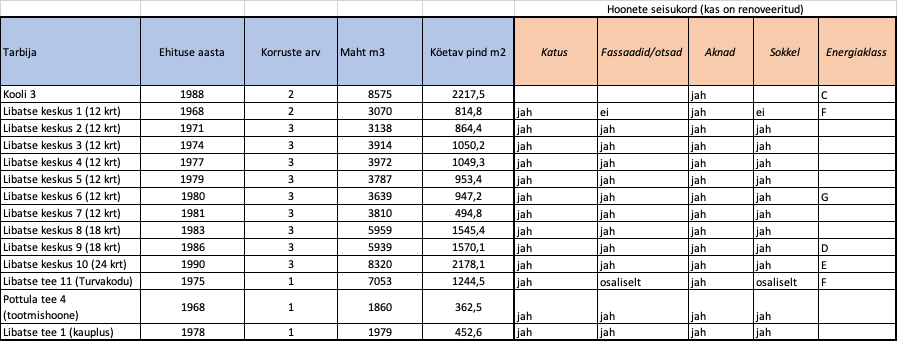 Hoonete seisukord (kas on renoveeritud)
Tarbija Ehituse aasta Korruste arv Maht m3 Köetav pind m2 Katus Fassaadid/otsad Aknad Sokkel Energiaklass
Kooli 3 1988 2 8575 2217,5 jah C
Libatse keskus 1 (12 krt) 1968 2 3070 814,8 jah ei jah ei F
Libatse keskus 2 (12 krt) 1971 3 3138 864,4 jah jah jah jah
Libatse keskus 3 (12 krt) 1974 3 3914 1050,2 jah jah jah jah
Libatse keskus 4 (12 krt) 1977 3 3972 1049,3 jah jah jah jah
Libatse keskus 5 (12 krt) 1979 3 3787 953,4 jah jah jah jah
Libatse keskus 6 (12 krt) 1980 3 3639 947,2 jah jah jah jah G
Libatse keskus 7 (12 krt) 1981 3 3810 494,8 jah jah jah jah
Libatse keskus 8 (18 krt) 1983 3 5959 1545,4 jah jah jah jah
Libatse keskus 9 (18 krt) 1986 3 5939 1570,1 jah jah jah jah D
Libatse keskus 10 (24 krt) 1990 3 8320 2178,1 jah jah jah jah E
Libatse tee 11 (Turvakodu) 1975 1 7053 1244,5 jah osaliselt jah osaliselt F
Pottula tee 4
(tootmishoone) 1968 1 1860 362,5 jah jah jah jah
Libatse tee 1 (kauplus) 1978 1 1979 452,6 jah jah jah jah